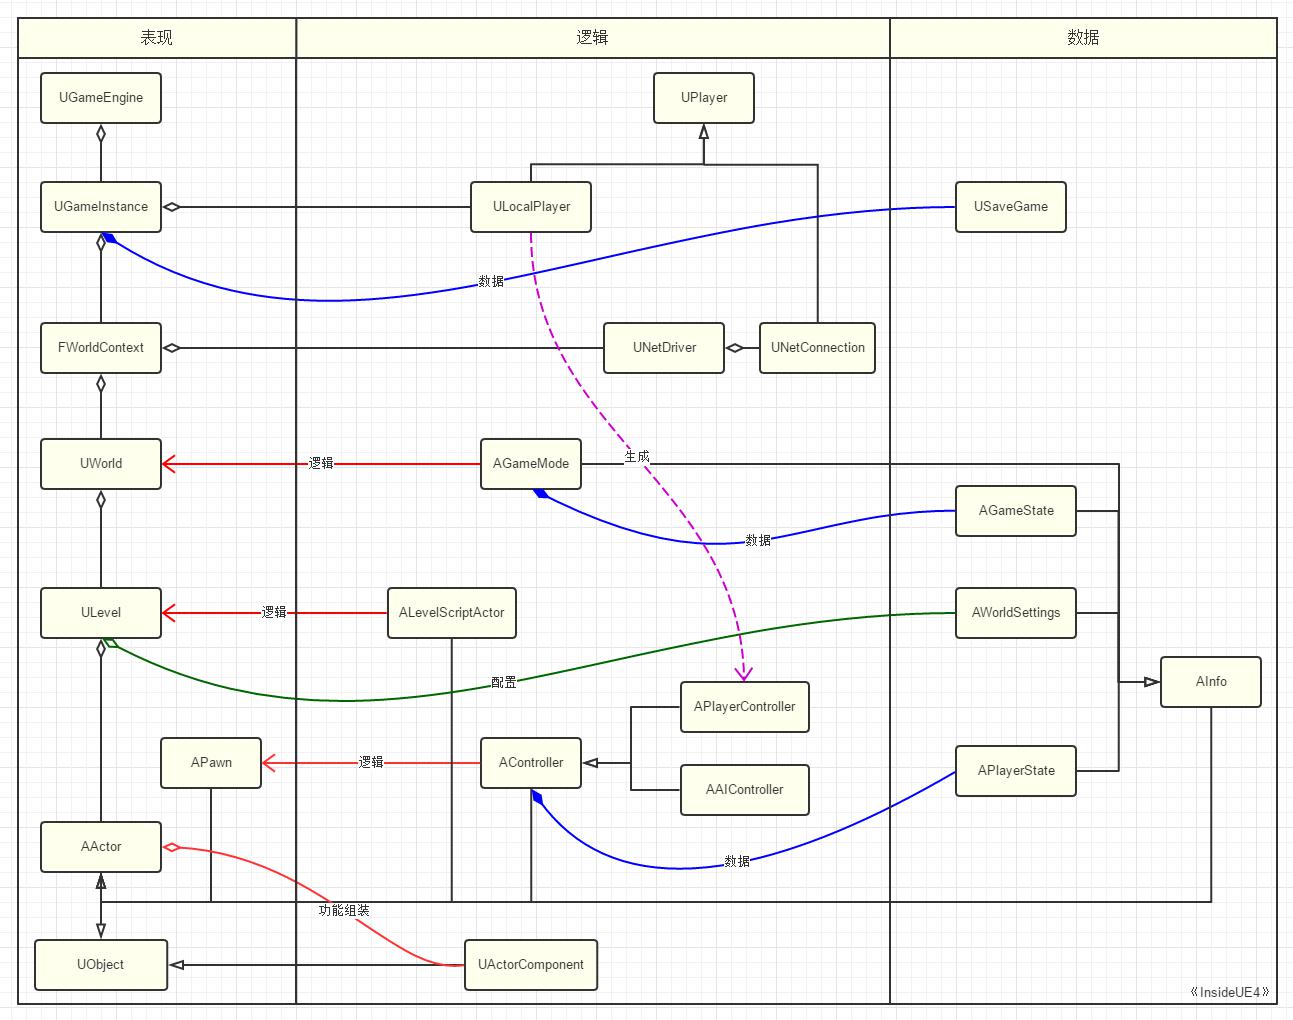 表现
逻辑
数据
UGameEngine
UPlayer
UGameInstance
ULocalPlayer
USaveGame
数据
FWorldContext
UNetDriver
UNetConnection
UWorld
逻辑
AGameMode
生成
AGameState
数据
ULevel
逻辑
ALevelScriptActor
AWorldSettings
配置
AInfo
APlayerController
APawn
逻辑
AController
APlayerState
AAIController
AActor
数据
功能组装
UObject
UActorComponent
《InsideUE4》